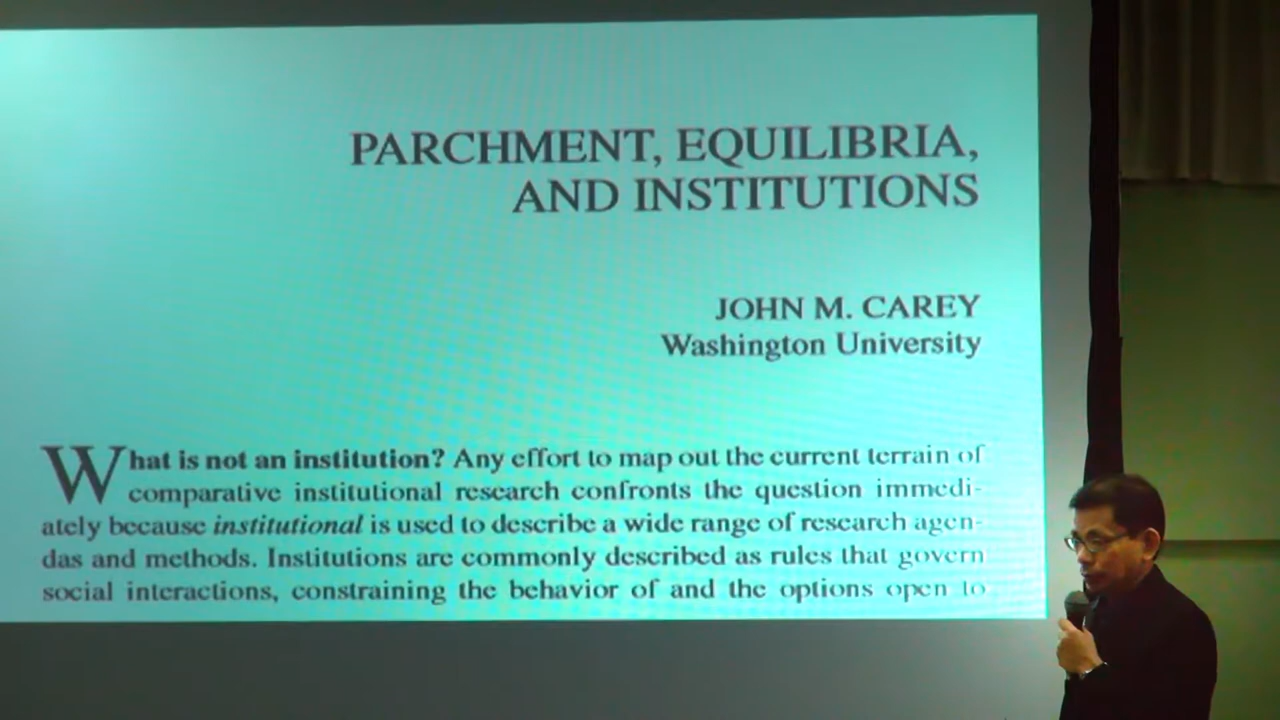 PARCHMENT, EQUILIBRIA,
AND INSTITUTIONS
JOHN M. CAREY
Washington University
What is not an institution? Any effort to map out the current terrain of
comparative institutional research confronts the question immedi-
ately because institutional is used to describe a wide range of research agen-
das and methods. Institutions are commonly described as rules that govern
social interactions, constraining the behavior of and the options open to